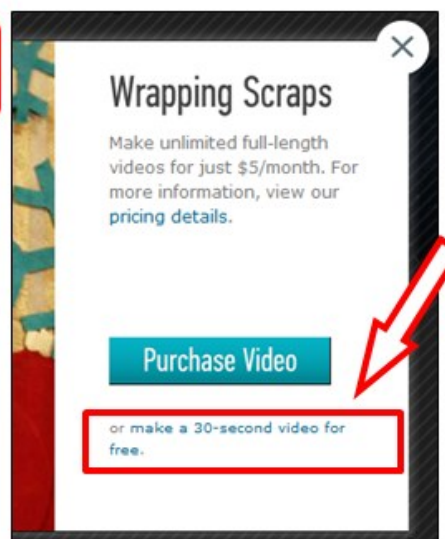 Wrapping Scraps
Make unlimited full-length
videos for just $5/month. For
more information, view our
pricing details.
Purchase Video
or make a 30-second video for
free.